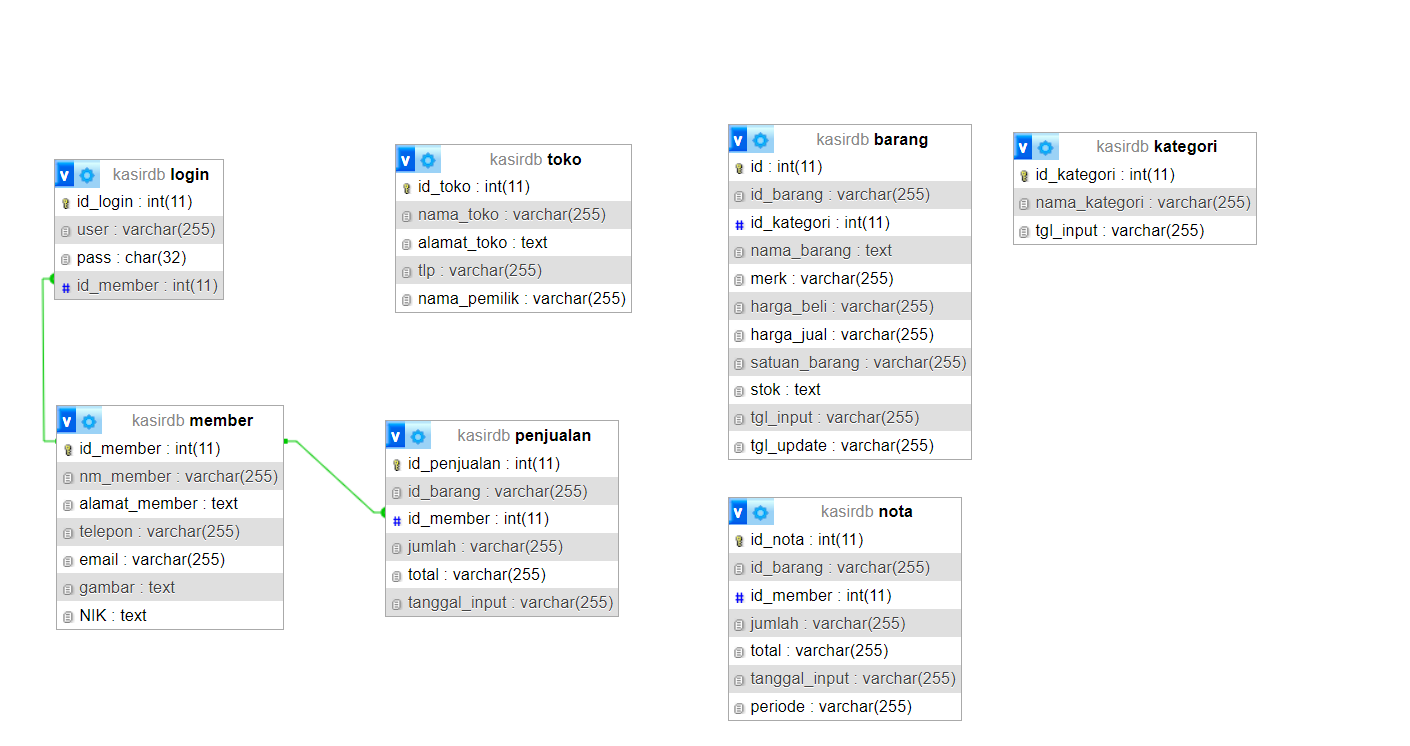 v kasirdb login
id_login : int(11)
user : varchar(255)
pass : char(32)
# id_member : int(11)
v kasirdb toko
id_toko : int(11)
nama_toko : varchar(255)
alamat_toko : text
tlp : varchar(255)
nama_pemilik : varchar(255)
v kasirdb barang
id : int(11)
id_barang : varchar(255)
# id_kategori : int(11)
nama_barang : text
merk : varchar(255)
harga_beli : varchar(255)
harga_jual : varchar(255)
satuan_barang : varchar(255)
stok : text
tgl_input : varchar(255)
tgl_update : varchar(255)
v kasirdb kategori
id_kategori : int(11)
nama_kategori : varchar(255)
tgl_input : varchar(255)
v kasirdb member
id_member : int(11)
nm_member : varchar(255)
alamat_member : text
telepon : varchar(255)
email : varchar(255)
gambar : text
NIK : text
v kasirdb penjualan
id_penjualan : int(11)
id_barang : varchar(255)
# id_member : int(11)
jumlah : varchar(255)
total : varchar(255)
tanggal_input : varchar(255)
v kasirdb nota
id_nota : int(11)
id_barang : varchar(255)
# id_member : int(11)
jumlah : varchar(255)
total : varchar(255)
tanggal_input : varchar(255)
periode : varchar(255)